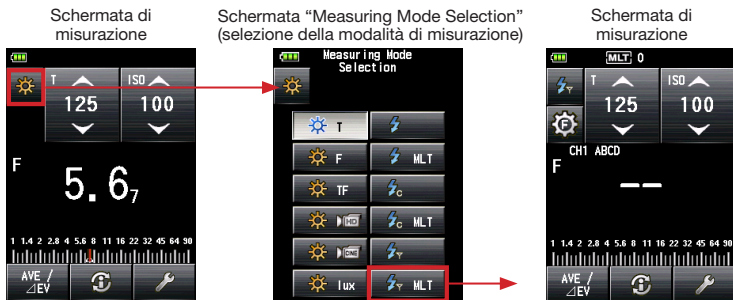 Schermata di
misurazione
T
ISO
125
100
F
5.6₇
1 1.4 2 2.8 4 5.6 8 11 16 22 32 45 64 90
AVE /
⊿EV
Schermata “Measuring Mode Selection”
(selezione della modalità di misurazione)
Measuring Mode
Selection
T
F
MLT
TF
C
HD
C MLT
CINE
lux
MLT
Schermata di
misurazione
MLT 0
T
ISO
125
100
F
CH1 ABCD
F
--
1 1.4 2 2.8 4 5.6 8 11 16 22 32 45 64 90
AVE /
⊿EV